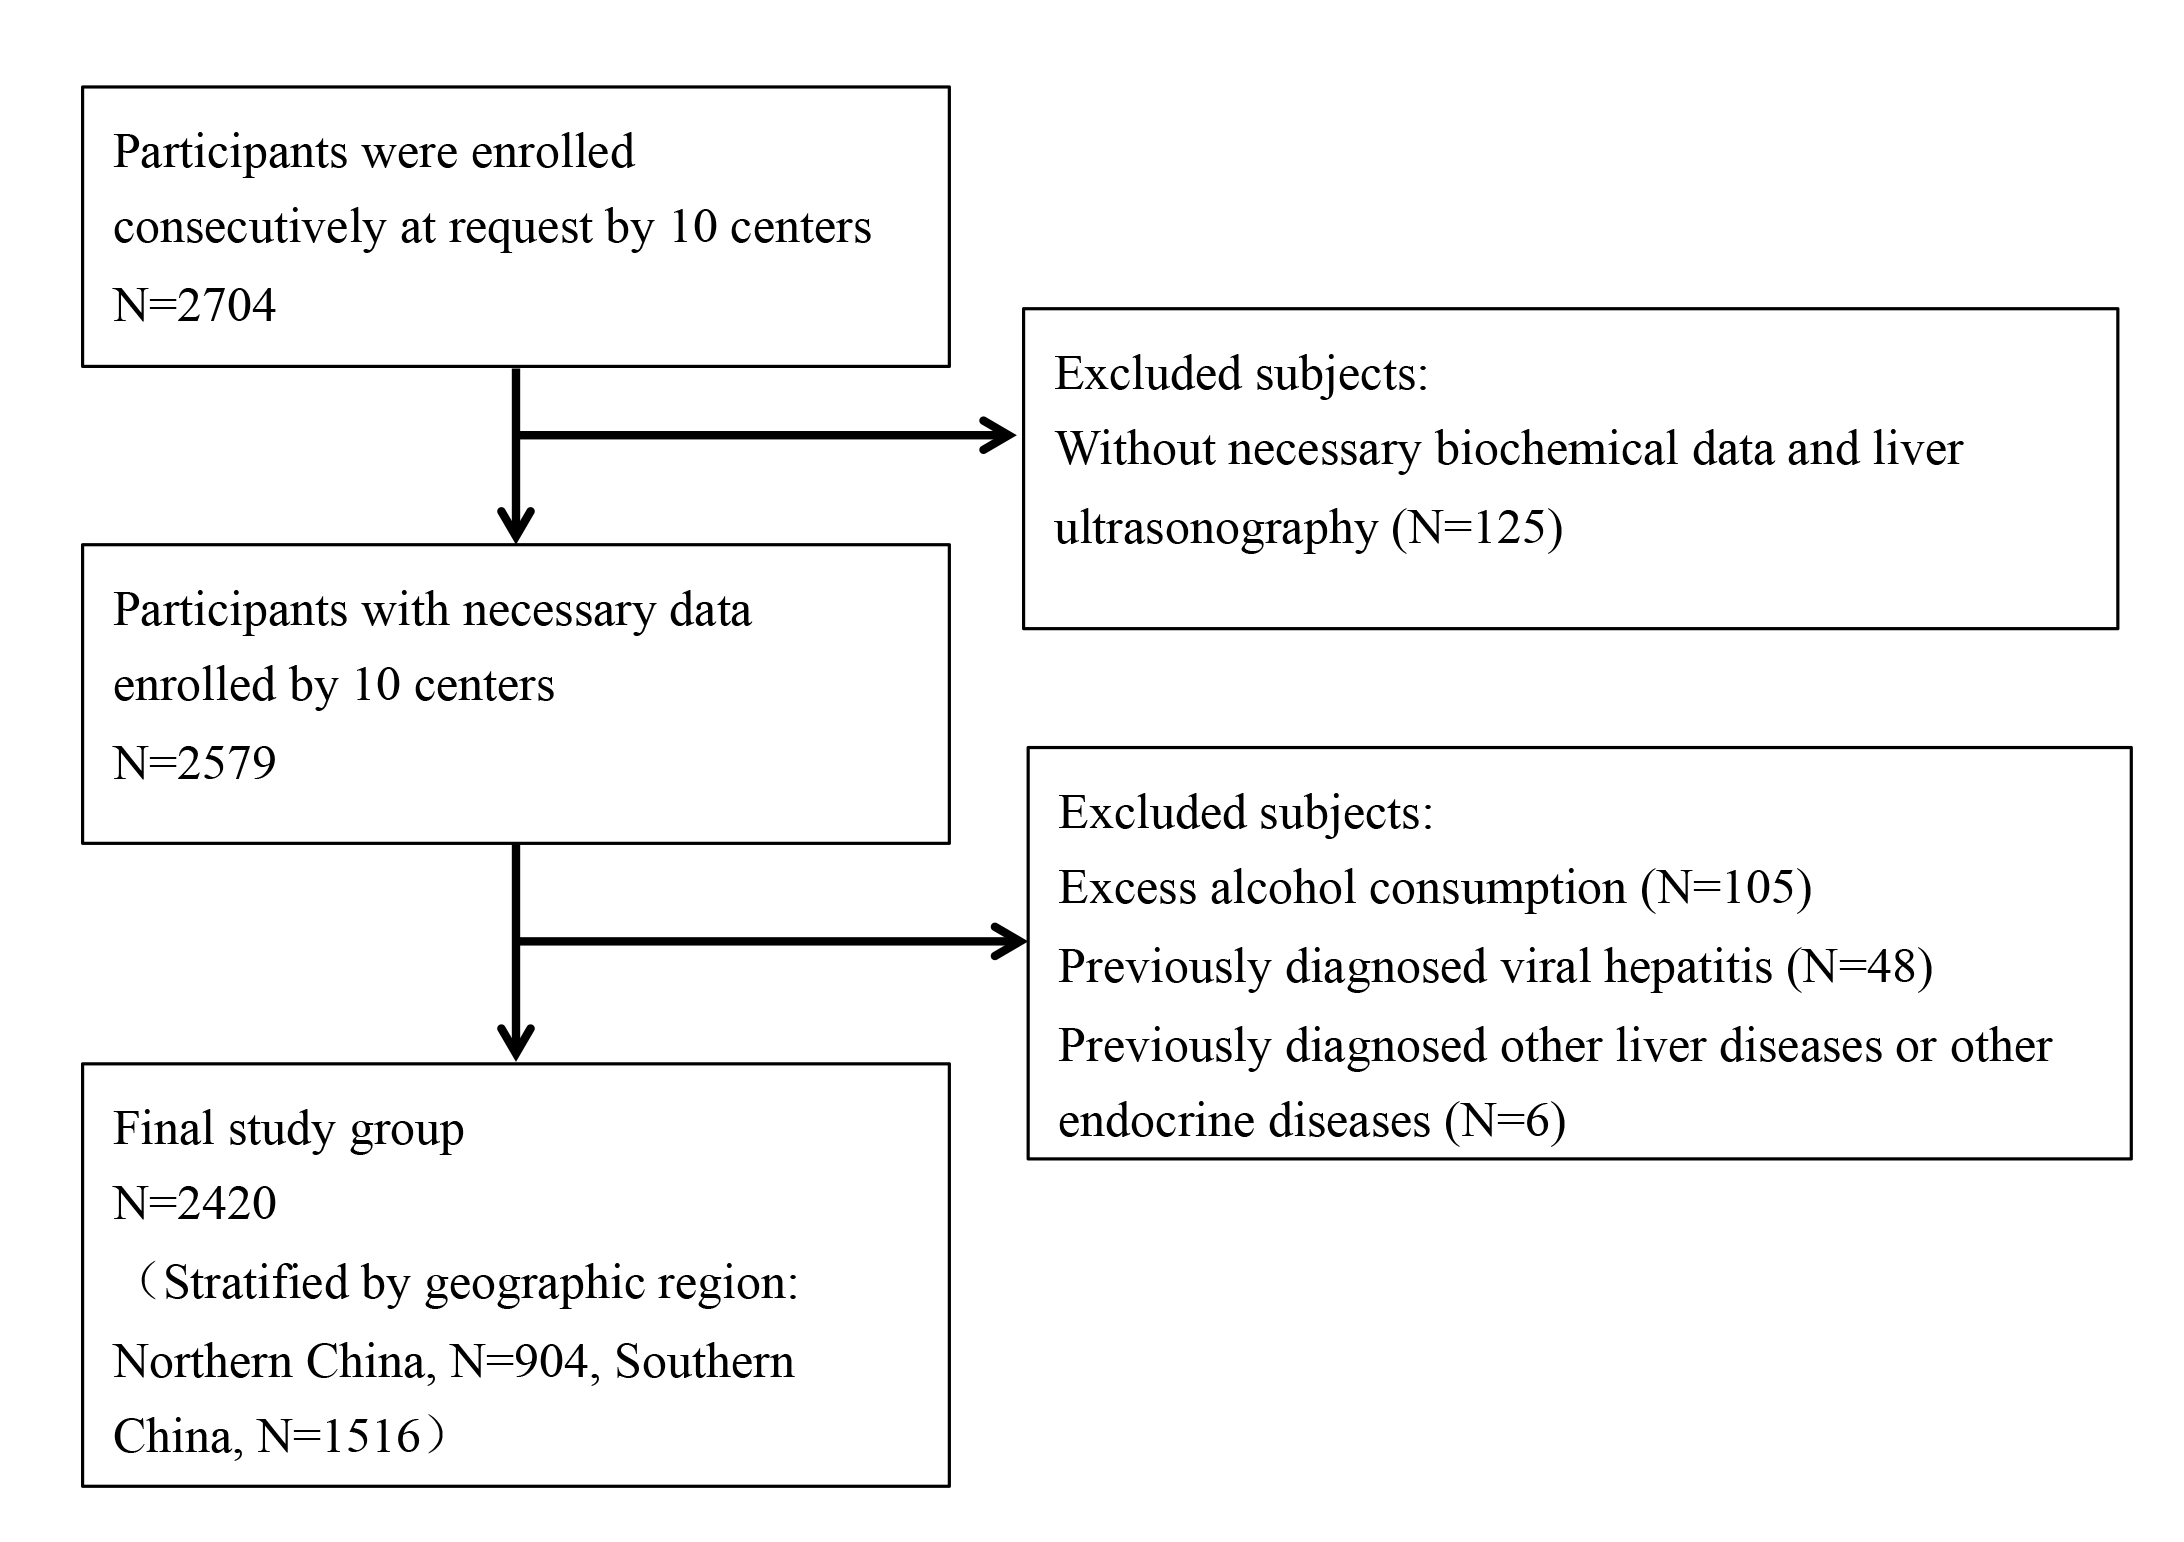 Participants were enrolled
consecutively at request by 10 centers
N=2704
Excluded subjects:
Without necessary biochemical data and liver
ultrasonography (N=125)
Participants with necessary data
enrolled by 10 centers
N=2579
Excluded subjects:
Excess alcohol consumption (N=105)
Previously diagnosed viral hepatitis (N=48)
Previously diagnosed other liver diseases or other
endocrine diseases (N=6)
Final study group
N=2420
（Stratified by geographic region:
Northern China, N=904, Southern
China, N=1516）